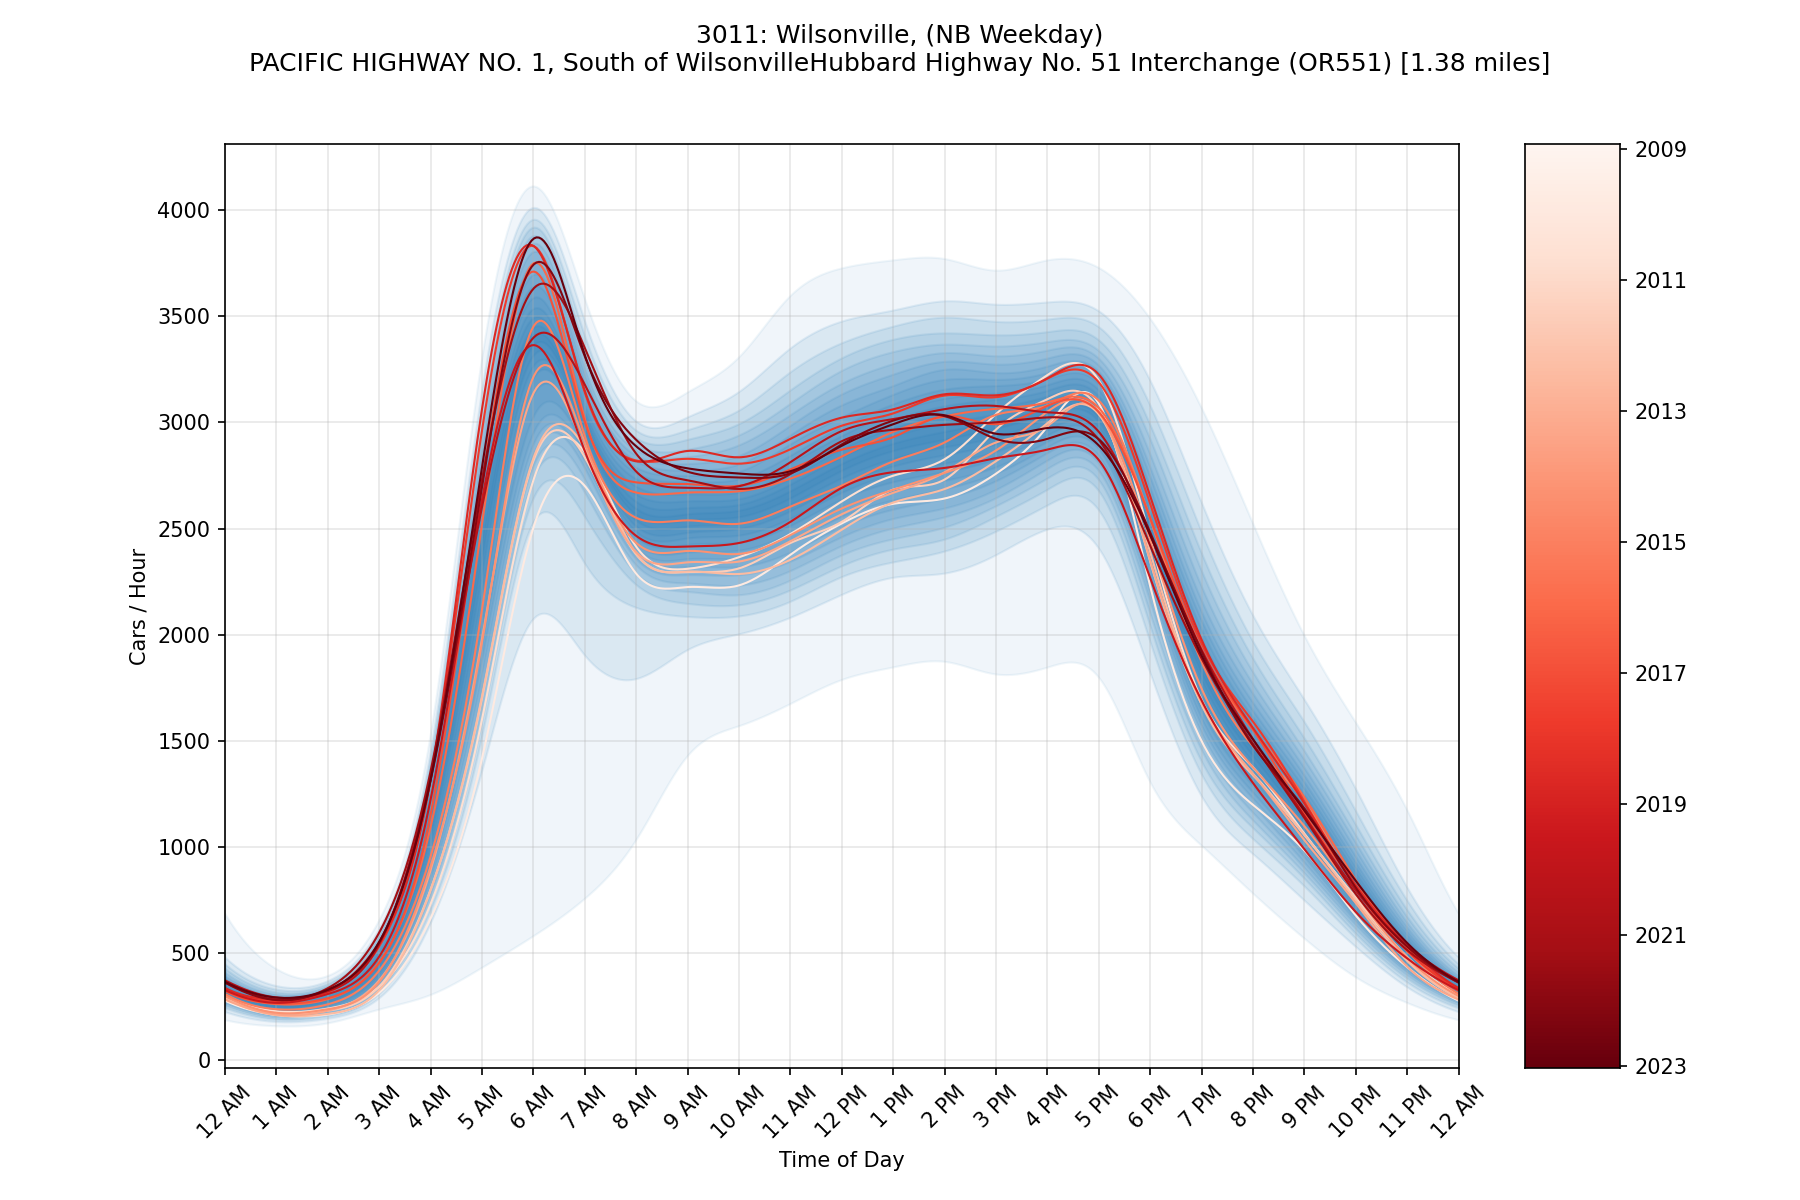 3011: Wilsonville, (NB Weekday)
PACIFIC HIGHWAY NO. 1, South of WilsonvilleHubbard Highway No. 51 Interchange (OR551) [1.38 miles]
Cars / Hour
4000
3500
3000
2500
2000
1500
1000
500
0
12 AM
1 AM
2 AM
3 AM
4 AM
5 AM
6 AM
7 AM
8 AM
9 AM
10 AM
11 AM
12 PM
1 PM
2 PM
3 PM
4 PM
5 PM
6 PM
7 PM
8 PM
9 PM
10 PM
11 PM
12 AM
Time of Day
2009
2011
2013
2015
2017
2019
2021
2023